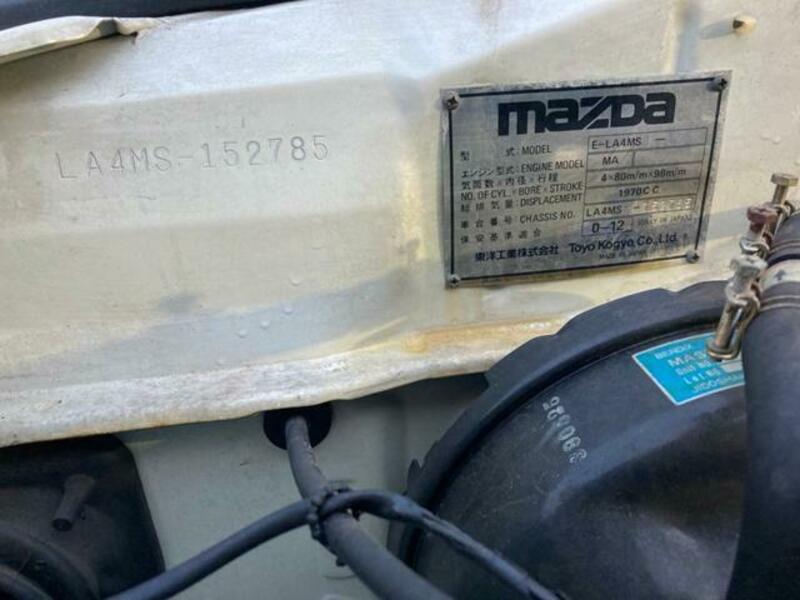 LA4MS-152785
mazda
型 式: MODEL E-LA4MS —
エンジン型式: ENGINE MODEL MA
気筒数×内径×行程
NO. OF CYL.×BORE×STROKE 4×80m/m×98m/m
総排気量: DISPLACEMENT 1970CC
車台番号: CHASSIS NO. LA4MS
保安基準適合 0-12
東洋工業株式会社 Toyo Kogyo Co., Ltd.
MADE IN JAPAN
BENDIX